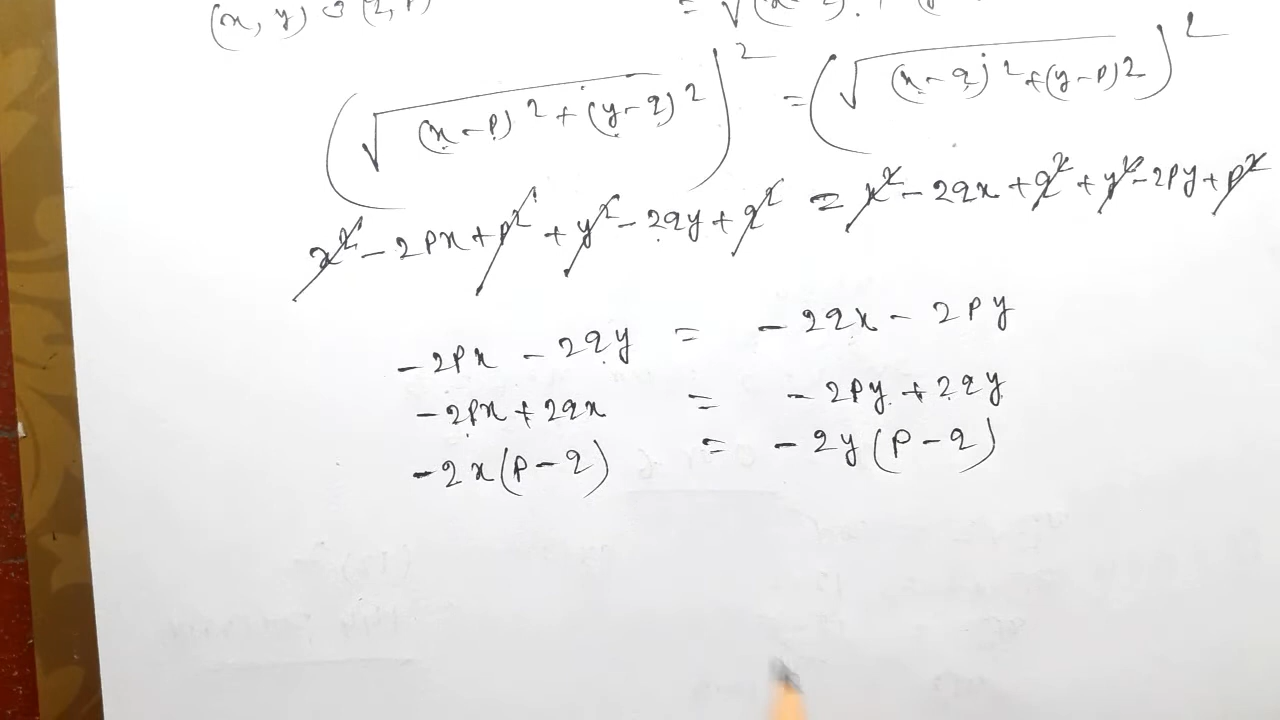 (x, y) ও (q, p) = √(x-q)
(√(x-p)² + (y-q)²)² = (√(x-q)² + (y-p)2)²
x² - 2px + p² + y² - 2qy + q² = x² - 2qx + q² + y² - 2py + p²
-2px - 2qy = -2qx - 2py
-2px + 2qx = -2py + 2qy
-2x(p-q) = -2y(p-q)